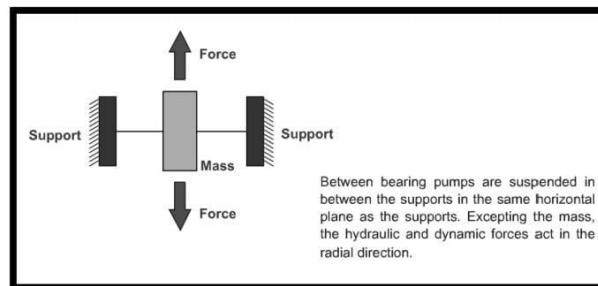 Force
Support
Support
Mass
Force
Between bearing pumps are suspended in
between the supports in the same horizontal
plane as the supports. Excepting the mass,
the hydraulic and dynamic forces act in the
radial direction.